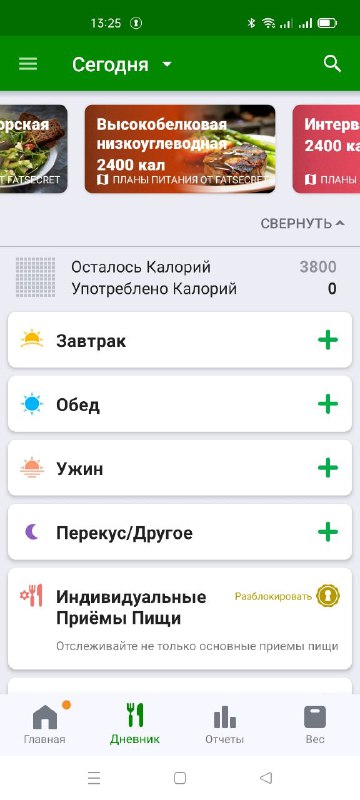 13:25
Сегодня
орская
Высокобелковая
низкоуглеводная
2400 кал
ПЛАНЫ ПИТАНИЯ ОТ FATSECRET
Т FATSECRET
Интерв
2400 ка
ПЛАНЫ
СВЕРНУТЬ
Осталось Калорий 3800
Употреблено Калорий 0
Завтрак
Обед
Ужин
Перекус/Другое
Индивидуальные
Приёмы Пищи
Разблокировать
Отслеживайте не только основные приемы пищи
Главная
Дневник
Отчеты
Вес